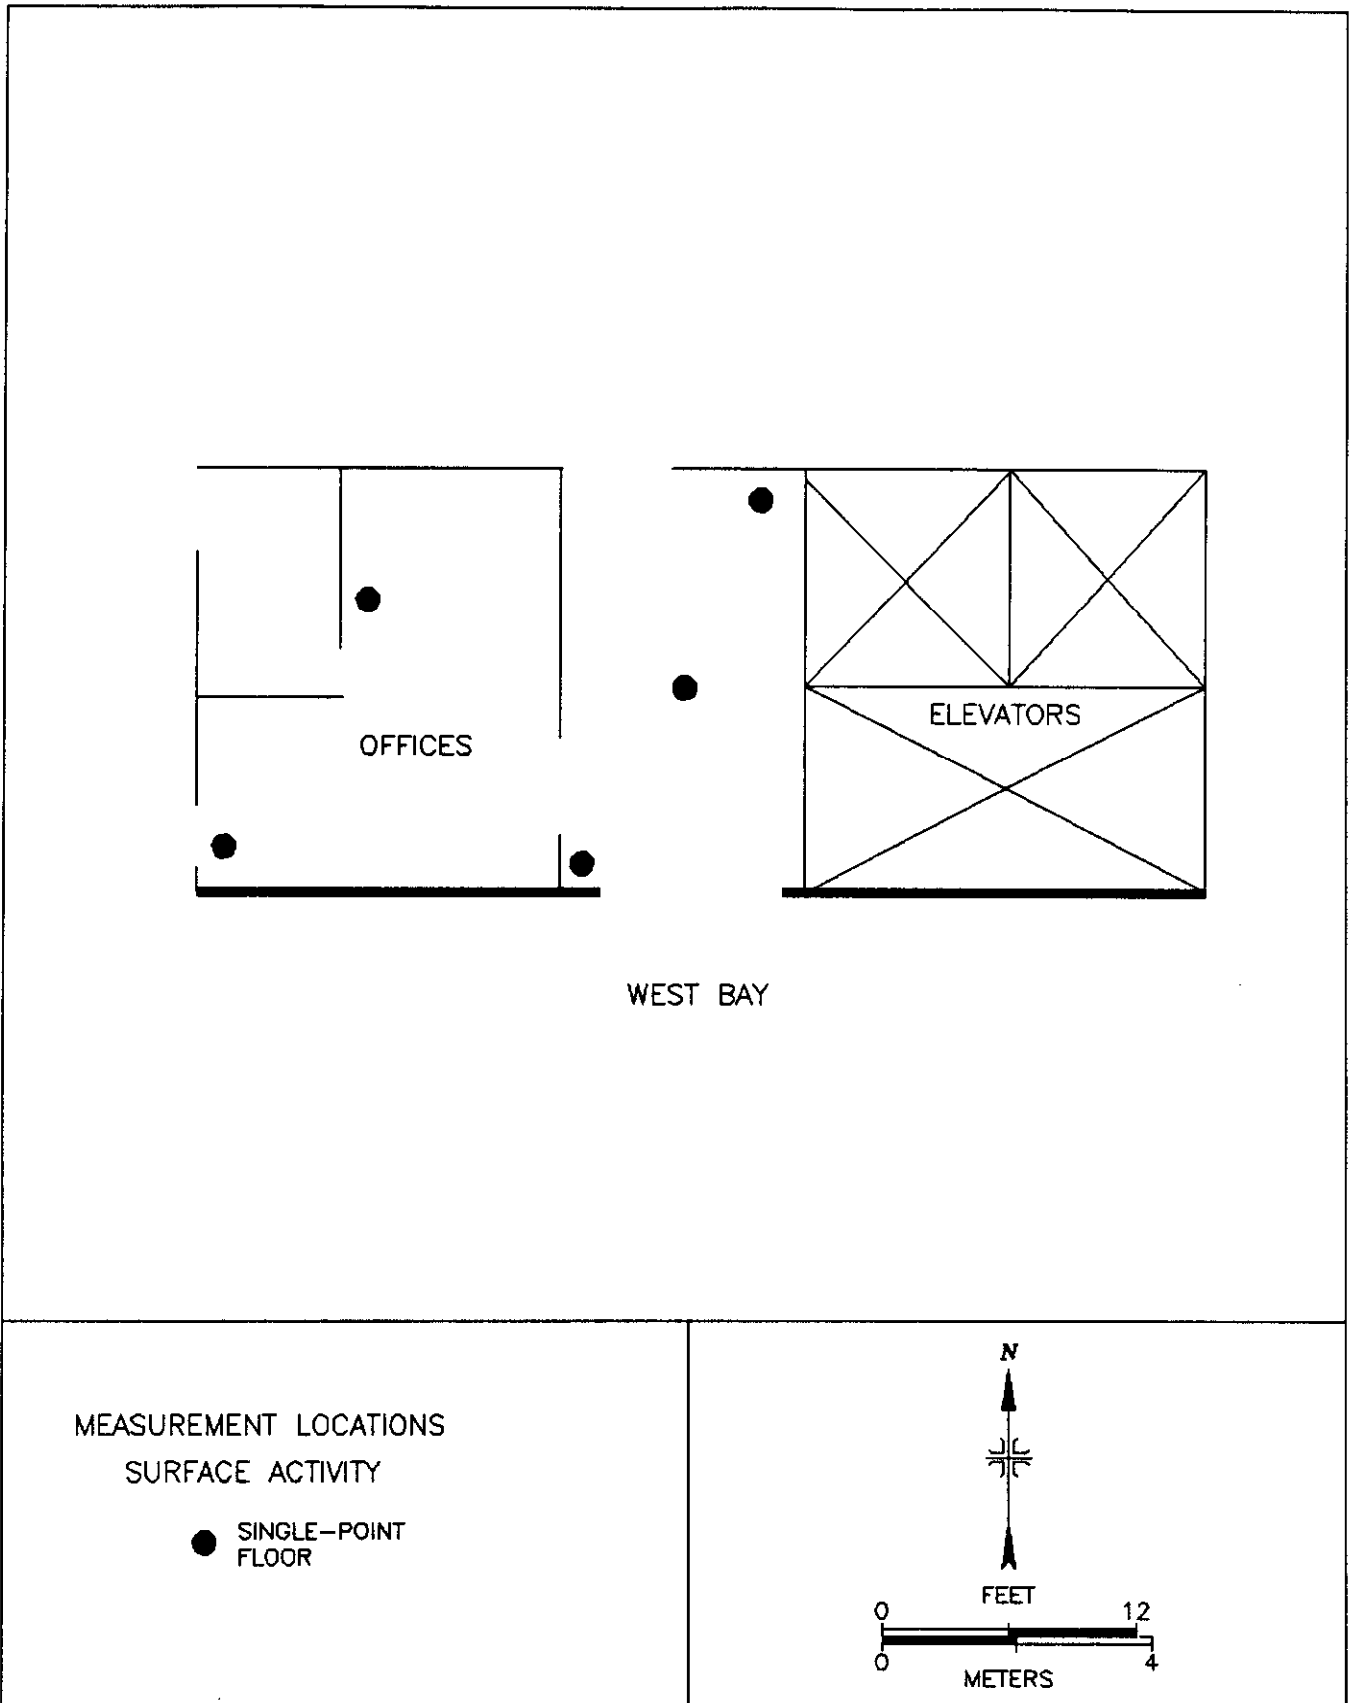 OFFICES
ELEVATORS
WEST BAY
MEASUREMENT LOCATIONS
SURFACE ACTIVITY
SINGLE-POINT
FLOOR
N
FEET
0 12
0 4
METERS